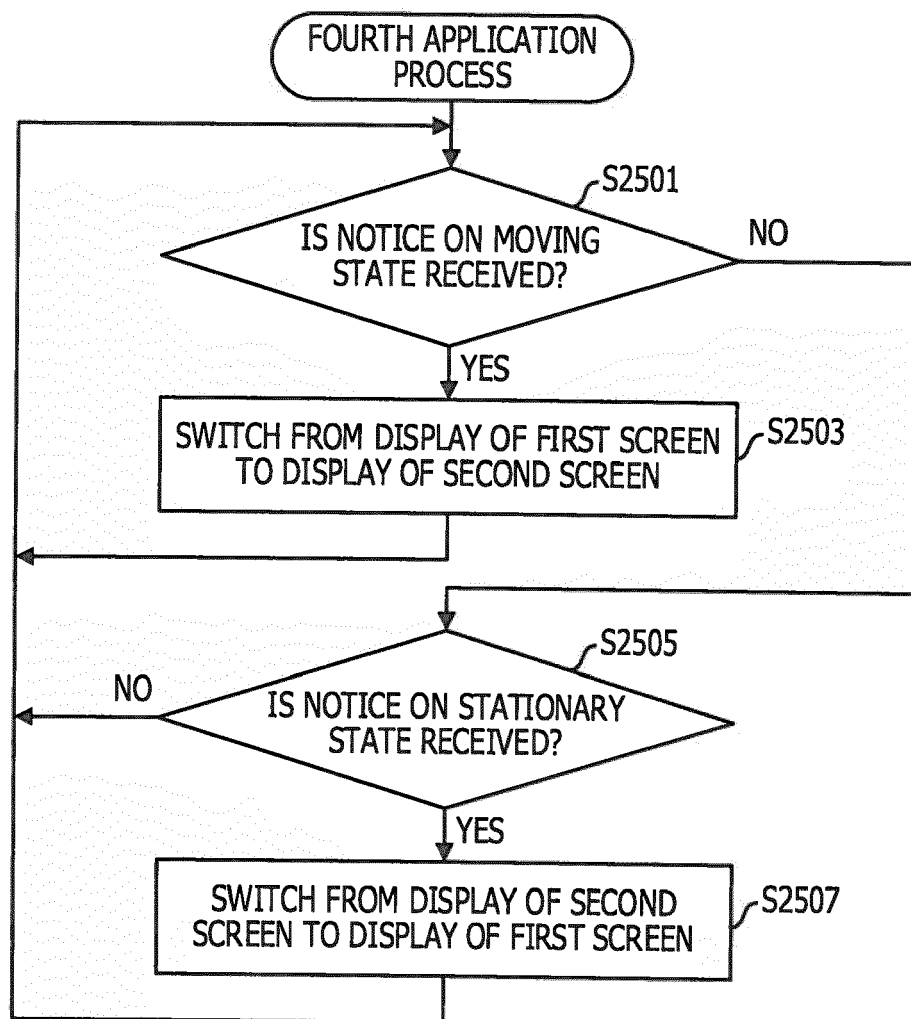 FOURTH APPLICATION
PROCESS
S2501
IS NOTICE ON MOVING
STATE RECEIVED?
NO
YES
SWITCH FROM DISPLAY OF FIRST SCREEN
TO DISPLAY OF SECOND SCREEN
S2503
S2505
NO
IS NOTICE ON STATIONARY
STATE RECEIVED?
YES
SWITCH FROM DISPLAY OF SECOND
SCREEN TO DISPLAY OF FIRST SCREEN
S2507